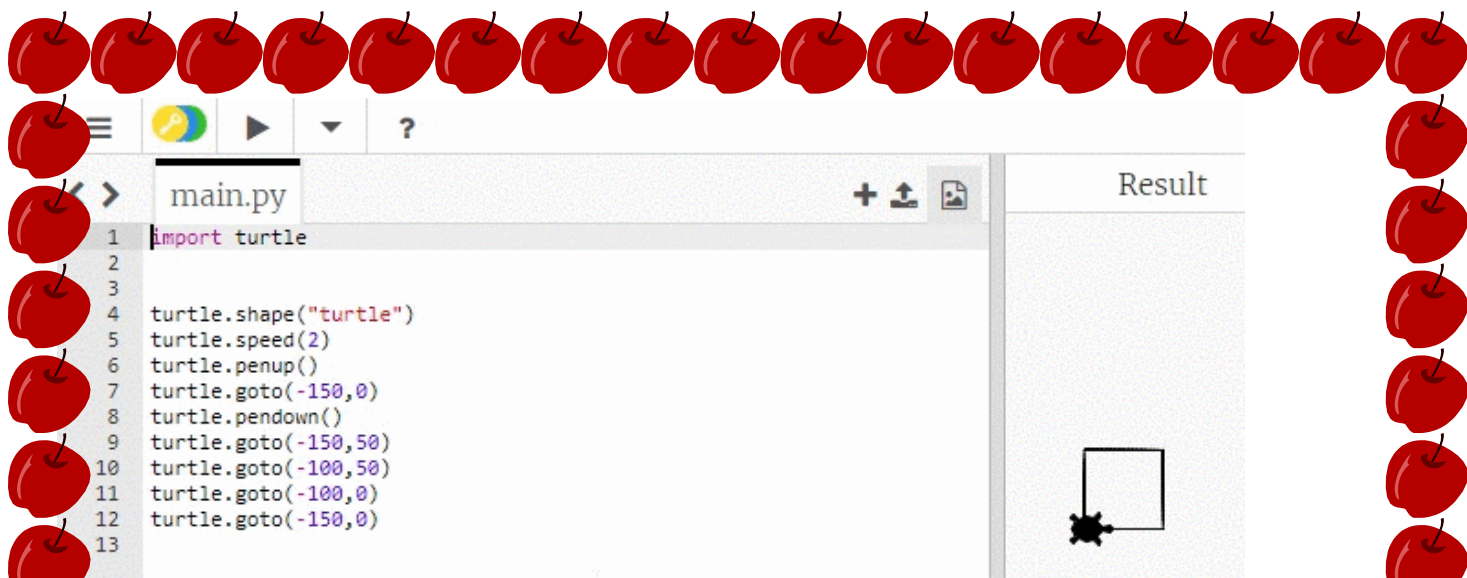 ?
main.py
Result
1 import turtle
2
3
4 turtle.shape("turtle")
5 turtle.speed(2)
6 turtle.penup()
7 turtle.goto(-150,0)
8 turtle.pendown()
9 turtle.goto(-150,50)
10 turtle.goto(-100,50)
11 turtle.goto(-100,0)
12 turtle.goto(-150,0)
13